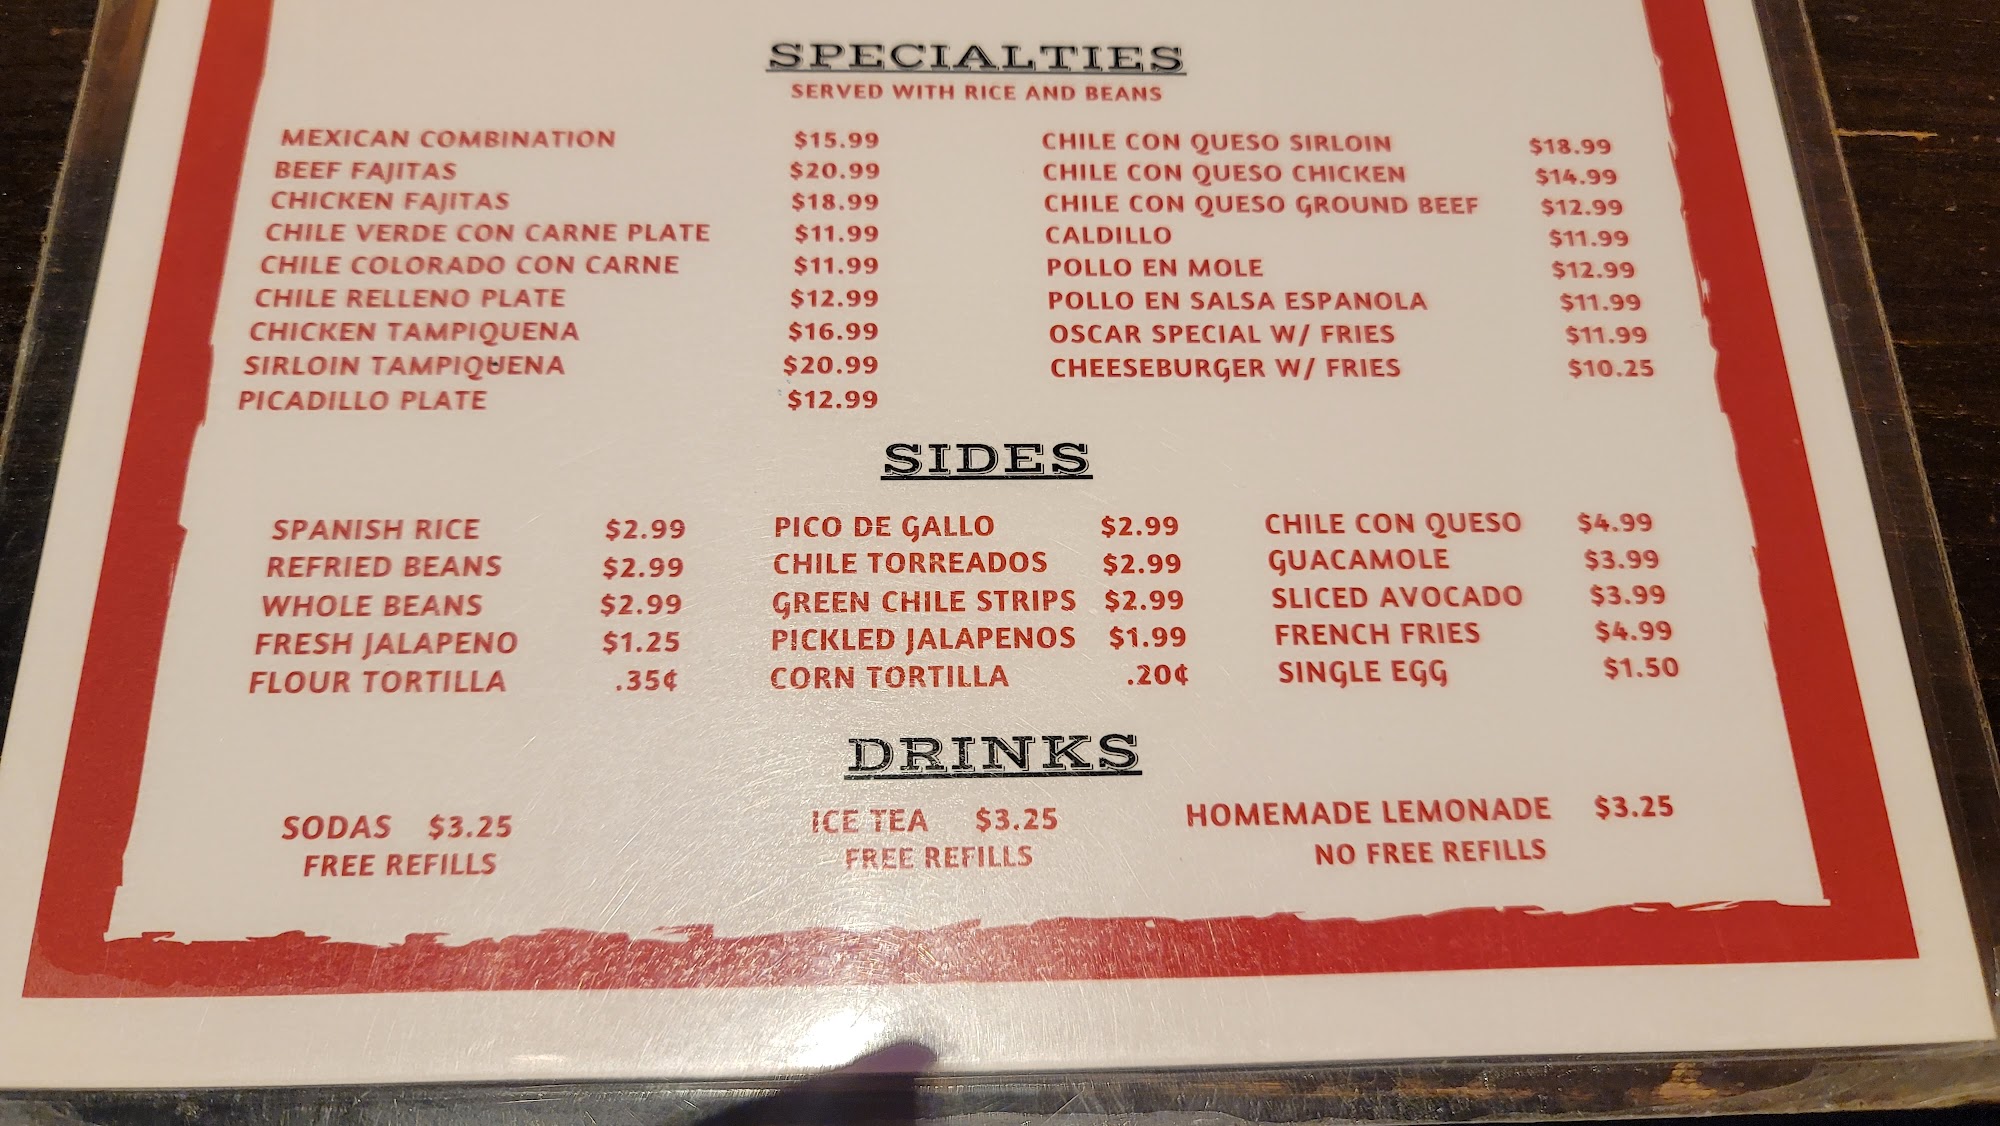 SPECIALTIES
SERVED WITH RICE AND BEANS
MEXICAN COMBINATION $15.99
BEEF FAJITAS $20.99
CHICKEN FAJITAS $18.99
CHILE VERDE CON CARNE PLATE $11.99
CHILE COLORADO CON CARNE $11.99
CHILE RELLENO PLATE $12.99
CHICKEN TAMPIQUENA $16.99
SIRLOIN TAMPIQUENA $20.99
PICADILLO PLATE $12.99
CHILE CON QUESO SIRLOIN $18.99
CHILE CON QUESO CHICKEN $14.99
CHILE CON QUESO GROUND BEEF $12.99
CALDILLO $11.99
POLLO EN MOLE $12.99
POLLO EN SALSA ESPANOLA $11.99
OSCAR SPECIAL W/ FRIES $11.99
CHEESEBURGER W/ FRIES $10.25
SIDES
SPANISH RICE $2.99
REFRIED BEANS $2.99
WHOLE BEANS $2.99
FRESH JALAPENO $1.25
FLOUR TORTILLA .35¢
PICO DE GALLO $2.99
CHILE TORREADOS $2.99
GREEN CHILE STRIPS $2.99
PICKLED JALAPENOS $1.99
CORN TORTILLA .20¢
CHILE CON QUESO $4.99
GUACAMOLE $3.99
SLICED AVOCADO $3.99
FRENCH FRIES $4.99
SINGLE EGG $1.50
DRINKS
SODAS $3.25
FREE REFILLS
ICE TEA $3.25
FREE REFILLS
HOMEMADE LEMONADE $3.25
NO FREE REFILLS